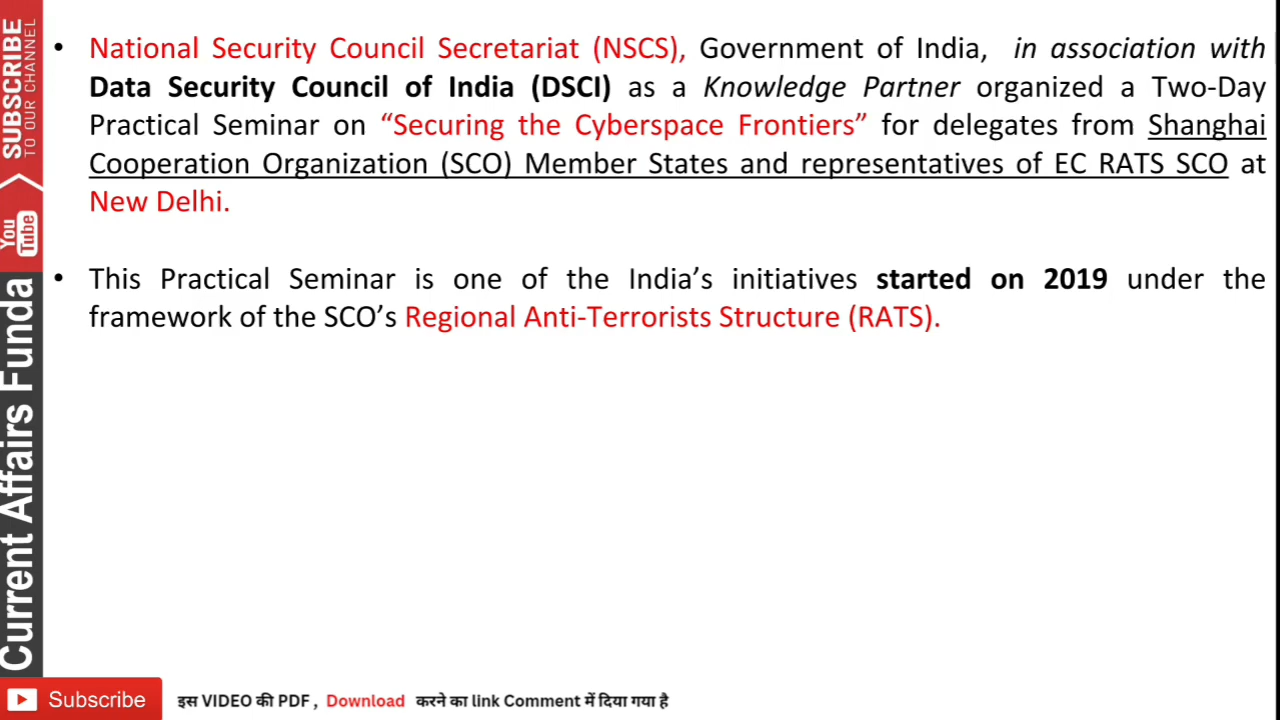 • National Security Council Secretariat (NSCS), Government of India, in association with
Data Security Council of India (DSCI) as a Knowledge Partner organized a Two-Day
Practical Seminar on “Securing the Cyberspace Frontiers” for delegates from Shanghai
Cooperation Organization (SCO) Member States and representatives of EC RATS SCO at
New Delhi.
• This Practical Seminar is one of the India’s initiatives started on 2019 under the
framework of the SCO’s Regional Anti-Terrorists Structure (RATS).
SUBSCRIBE
TO OUR CHANNEL
You Tube
Current Affairs Funda
Subscribe
इस VIDEO की PDF , Download करने का link Comment में दिया गया है